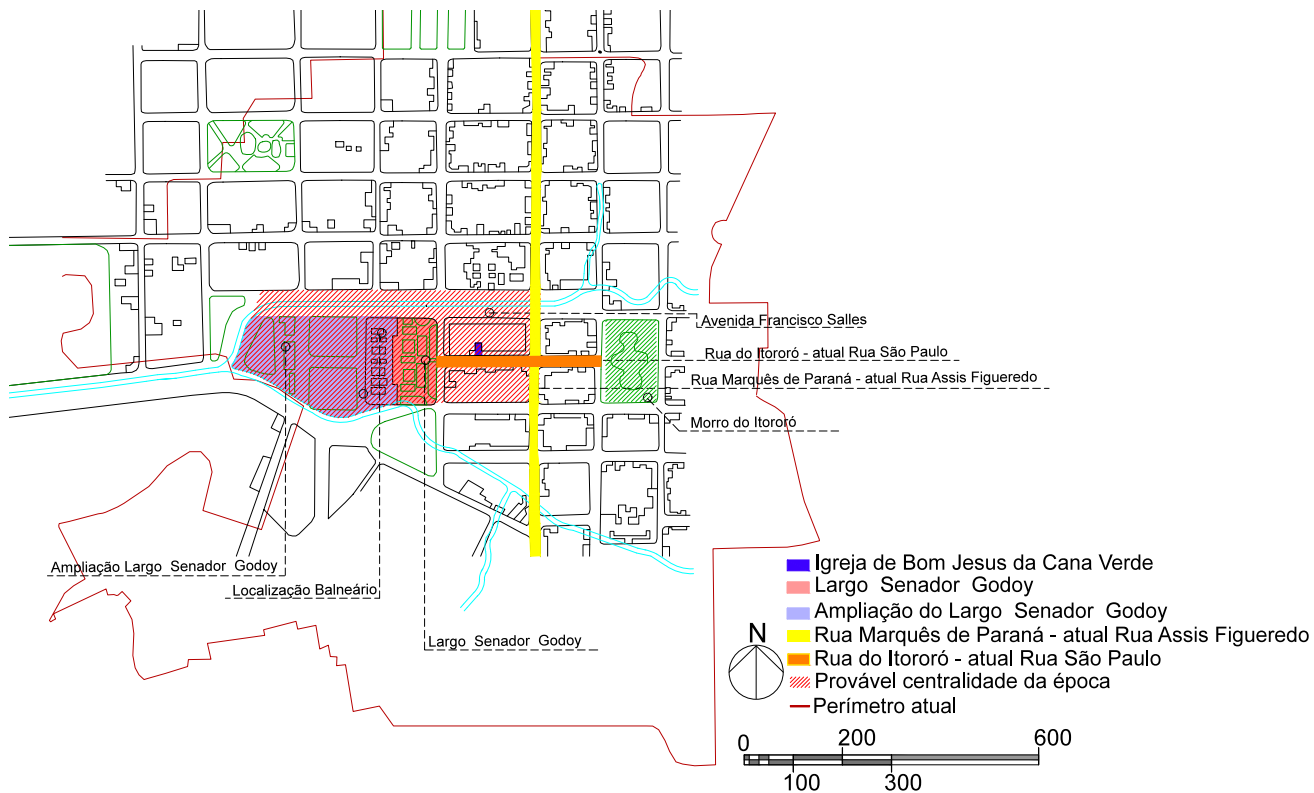 Avenida Francisco Salles
Rua do Itororó - atual Rua São Paulo
Rua Marquês de Paraná - atual Rua Assis Figueredo
Morro do Itororó
Ampliação Largo Senador Godoy
Localização Balneário
Largo Senador Godoy
Igreja de Bom Jesus da Cana Verde
Largo Senador Godoy
Ampliação do Largo Senador Godoy
Rua Marquês de Paraná - atual Rua Assis Figueredo
Rua do Itororó - atual Rua São Paulo
Provável centralidade da época
Perímetro atual
N
0 200 600
100 300